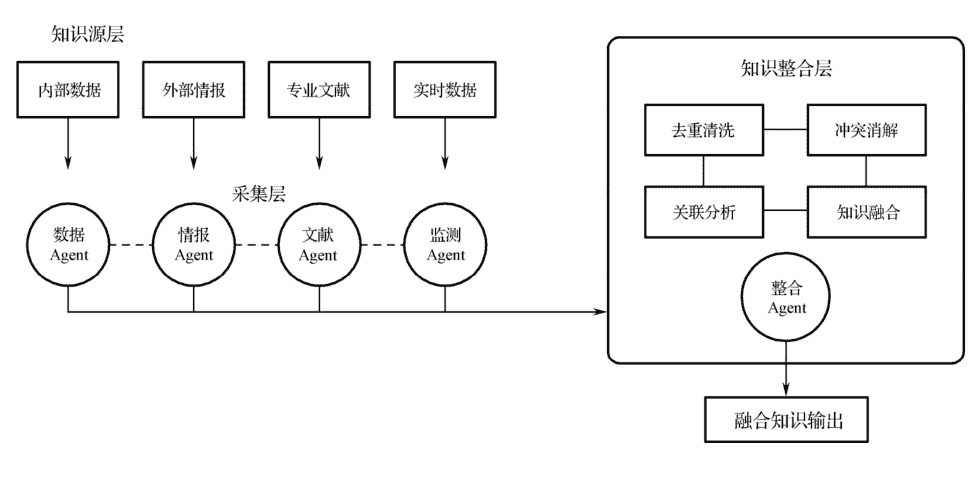 知识源层
内部数据
外部情报
专业文献
实时数据
采集层
数据
Agent
情报
Agent
文献
Agent
监测
Agent
知识整合层
去重清洗
冲突消解
关联分析
知识融合
整合
Agent
融合知识输出